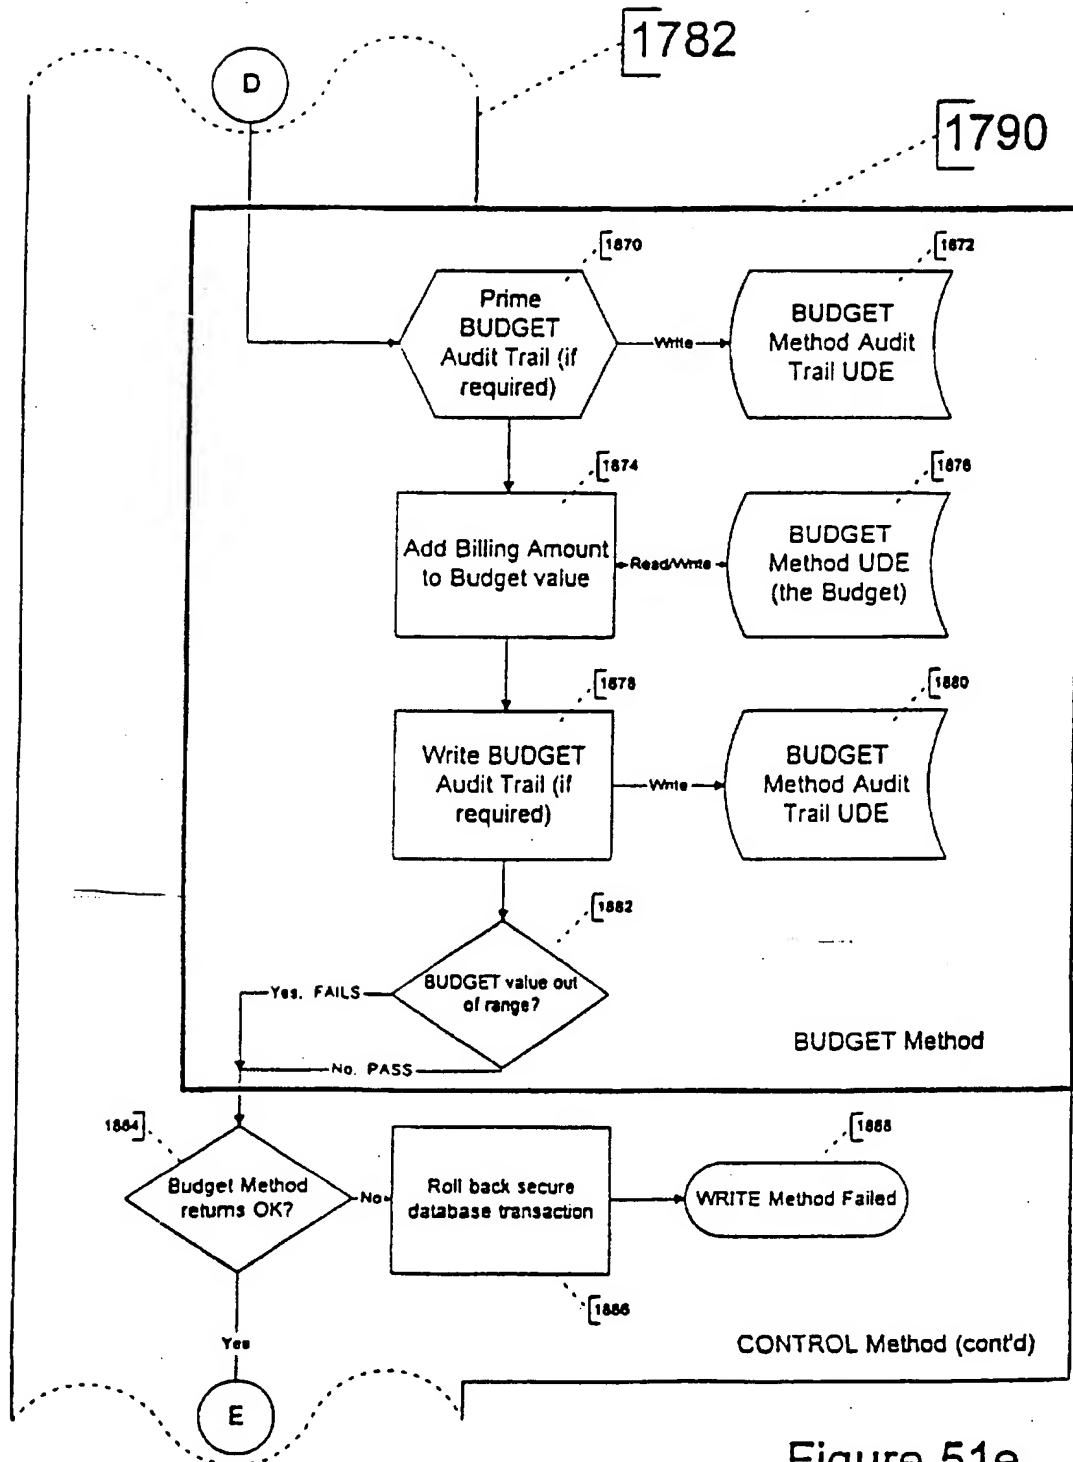 1782
D
1790
1870
1672
Prime
BUDGET
Audit Trail (if
required)
Write
BUDGET
Method Audit
Trail UDE
1874
1876
Add Billing Amount
to Budget value
Read/Write
BUDGET
Method UDE
(the Budget)
1878
1880
Write BUDGET
Audit Trail (if
required)
Write
BUDGET
Method Audit
Trail UDE
1882
BUDGET value out
of range?
Yes, FAILS
No, PASS
BUDGET Method
1884
1888
Budget Method
returns OK?
No
Roll back secure
database transaction
WRITE Method Failed
1886
Yes
CONTROL Method (cont'd)
E
Figure 51e